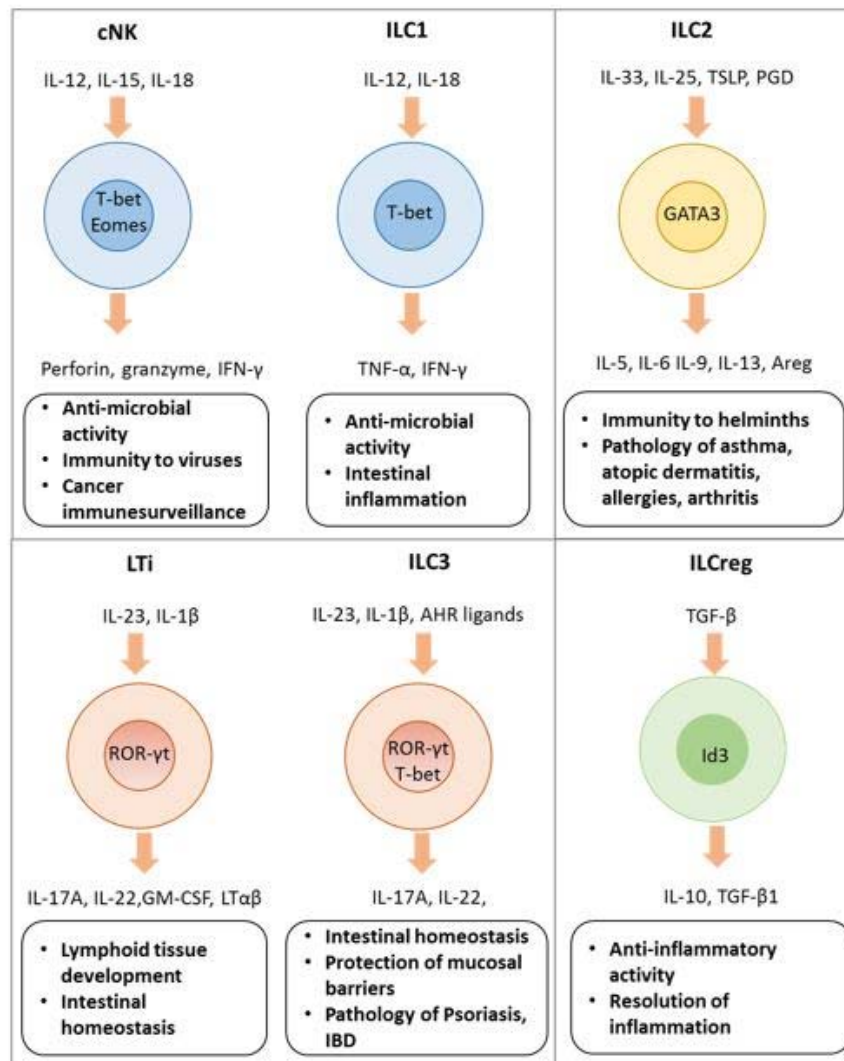 cNK
IL-12, IL-15, IL-18
T-bet
Eomes
Perforin, granzyme, IFN-γ
• Anti-microbial
activity
• Immunity to viruses
• Cancer
immunesurveillance
ILC1
IL-12, IL-18
T-bet
TNF-α, IFN-γ
• Anti-microbial
activity
• Intestinal
inflammation
ILC2
IL-33, IL-25, TSLP, PGD
GATA3
IL-5, IL-6 IL-9, IL-13, Areg
• Immunity to helminths
• Pathology of asthma,
atopic dermatitis,
allergies, arthritis
LTi
IL-23, IL-1β
ROR-γt
IL-17A, IL-22,GM-CSF, LTαβ
• Lymphoid tissue
development
• Intestinal
homeostasis
ILC3
IL-23, IL-1β, AHR ligands
ROR-γt
T-bet
IL-17A, IL-22,
• Intestinal homeostasis
• Protection of mucosal
barriers
• Pathology of Psoriasis,
IBD
ILCreg
TGF-β
Id3
IL-10, TGF-β1
• Anti-inflammatory
activity
• Resolution of
inflammation